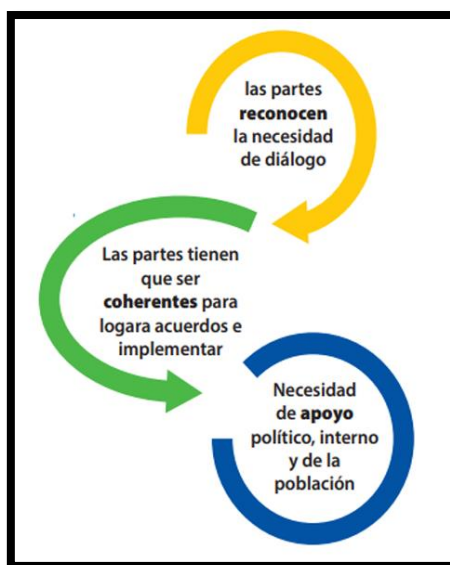 las partes
reconocen
la necesidad
de diálogo
Las partes tienen
que ser
coherentes para
logara acuerdos e
implementar
Necesidad
de apoyo
político, interno
y de la
población